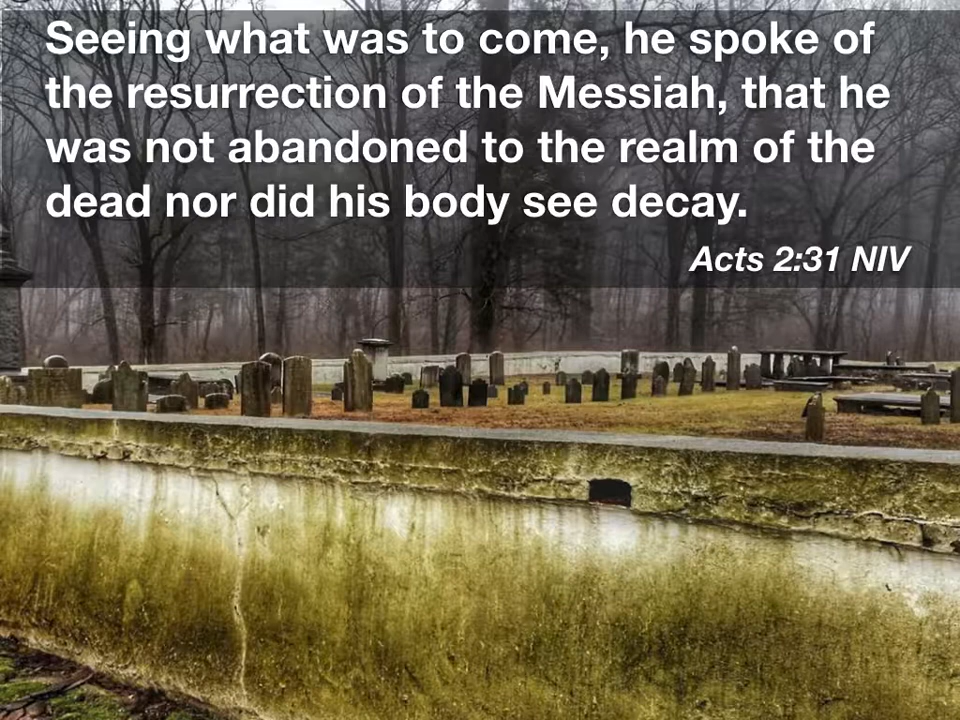 Seeing what was to come, he spoke of
the resurrection of the Messiah, that he
was not abandoned to the realm of the
dead nor did his body see decay.
Acts 2:31 NIV